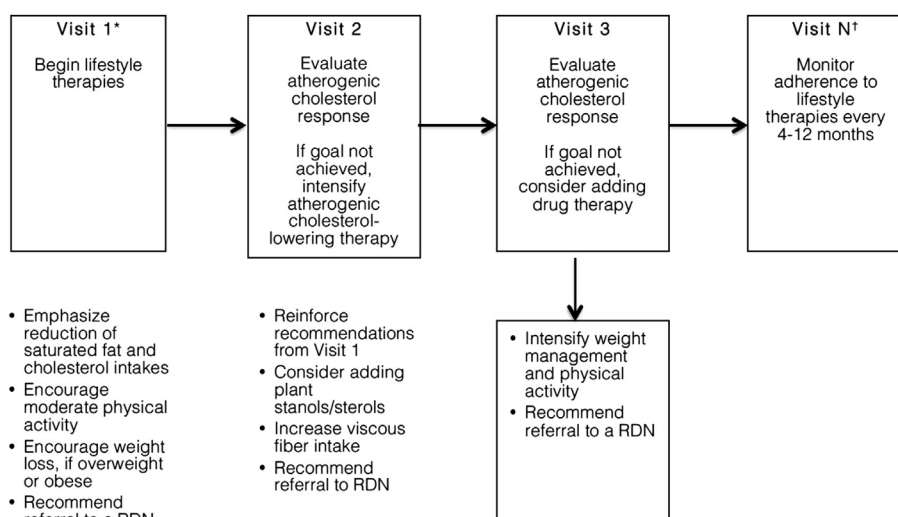 Visit 1*
Begin lifestyle
therapies
Visit 2
Evaluate
atherogenic
cholesterol
response
If goal not
achieved,
intensify
atherogenic
cholesterol-
lowering therapy
Visit 3
Evaluate
atherogenic
cholesterol
response
If goal not
achieved,
consider adding
drug therapy
Visit N†
Monitor
adherence to
lifestyle
therapies every
4-12 months
• Emphasize
reduction of
saturated fat and
cholesterol intakes
• Encourage
moderate physical
activity
• Encourage weight
loss, if overweight
or obese
• Recommend
referral to a RDN
• Reinforce
recommendations
from Visit 1
• Consider adding
plant
stanols/sterols
• Increase viscous
fiber intake
• Recommend
referral to RDN
• Intensify weight
management
and physical
activity
• Recommend
referral to a RDN